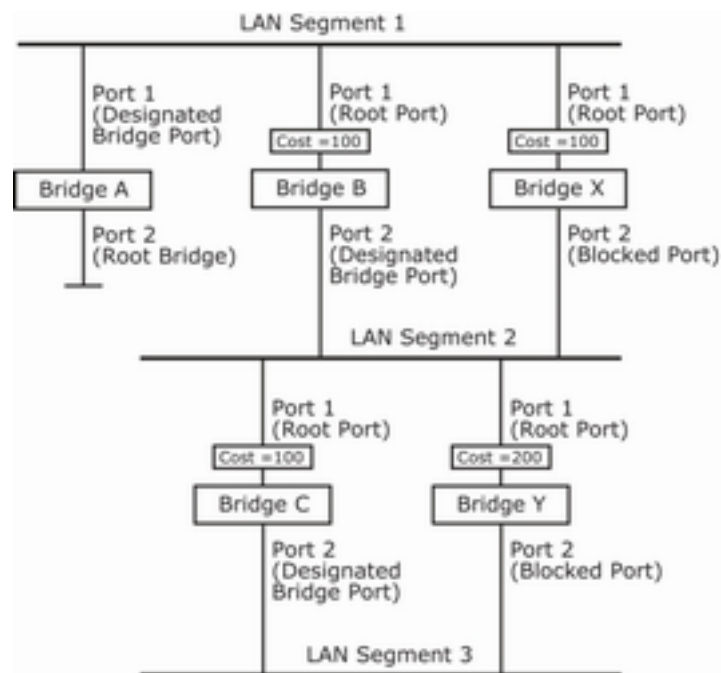 LAN Segment 1
Port 1
(Designated
Bridge Port)
Port 1
(Root Port)
Cost =100
Port 1
(Root Port)
Cost =100
Bridge A
Bridge B
Bridge X
Port 2
(Root Bridge)
Port 2
(Designated
Bridge Port)
Port 2
(Blocked Port)
LAN Segment 2
Port 1
(Root Port)
Cost =100
Port 1
(Root Port)
Cost =200
Bridge C
Bridge Y
Port 2
(Designated
Bridge Port)
Port 2
(Blocked Port)
LAN Segment 3